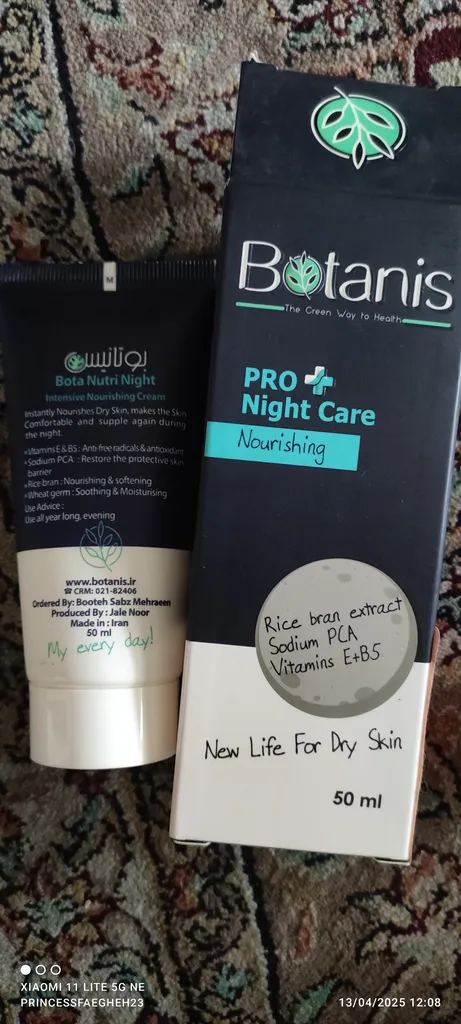 M
بوتانیس
Bota Nutri Night
Intensive Nourishing Cream
Instantly Nourishes Dry Skin, makes the Skin
Comfortable and supple again during
the night.
•Vitamins E & B5 : Anti-free radicals & antioxidant
•Sodium PCA : Restore the protective skin
barrier
•Rice bran : Nourishing & softening
•Wheat germ : Soothing & Moisturising
Use Advice :
Use all year long, evening
www.botanis.ir
☎ CRM: 021-82406
Ordered By: Booteh Sabz Mehraeen
Produced By : Jale Noor
Made in : Iran
50 ml
My every day!
Botanis
The Green Way to Health
PRO +
Night Care
Nourishing
Rice bran extract
Sodium PCA
Vitamins E+B5
New Life For Dry Skin
50 ml
XIAOMI 11 LITE 5G NE
PRINCESSFAEGHEH23
13/04/2025 12:08